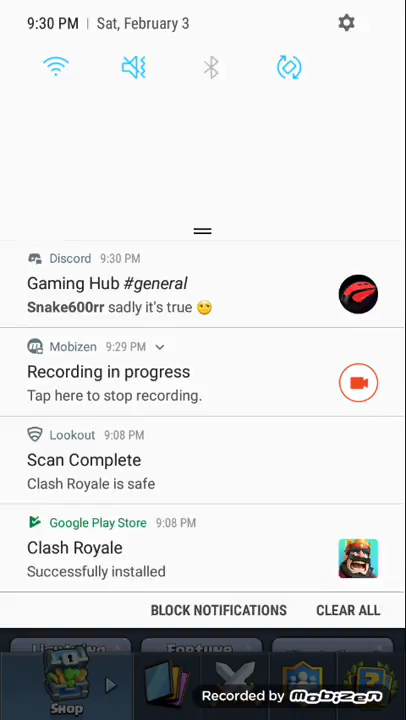 9:30 PM | Sat, February 3
Discord 9:30 PM
Gaming Hub #general
Snake600rr sadly it's true
Mobizen 9:29 PM
Recording in progress
Tap here to stop recording.
Lookout 9:08 PM
Scan Complete
Clash Royale is safe
Google Play Store 9:08 PM
Clash Royale
Successfully installed
BLOCK NOTIFICATIONS CLEAR ALL
Lightning Fortune
Shop
Recorded by Mobizen